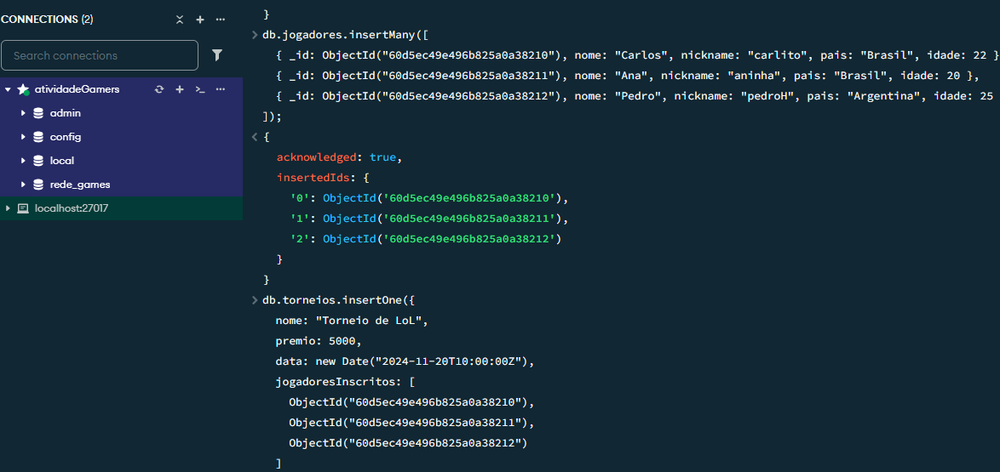 CONNECTIONS (2)
Search connections
atividadeGamers
admin
config
local
rede_games
localhost:27017
}
> db.jogadores.insertMany([
{ _id: ObjectId("60d5ec49e496b825a0a38210"), nome: "Carlos", nickname: "carlito", pais: "Brasil", idade: 22 }
{ _id: ObjectId("60d5ec49e496b825a0a38211"), nome: "Ana", nickname: "aninha", pais: "Brasil", idade: 20 },
{ _id: ObjectId("60d5ec49e496b825a0a38212"), nome: "Pedro", nickname: "pedroH", pais: "Argentina", idade: 25
]);
< {
acknowledged: true,
insertedIds: {
'0': ObjectId('60d5ec49e496b825a0a38210'),
'1': ObjectId('60d5ec49e496b825a0a38211'),
'2': ObjectId('60d5ec49e496b825a0a38212')
}
}
> db.torneios.insertOne({
nome: "Torneio de LoL",
premio: 5000,
data: new Date("2024-11-20T10:00:00Z"),
jogadoresInscritos: [
ObjectId("60d5ec49e496b825a0a38210"),
ObjectId("60d5ec49e496b825a0a38211"),
ObjectId("60d5ec49e496b825a0a38212")
]